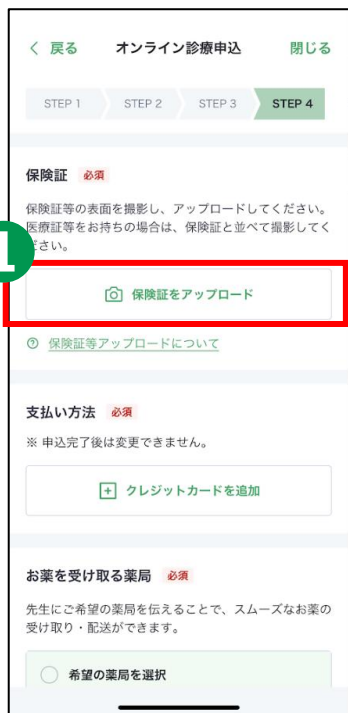 戻る オンライン診療申込 閉じる
STEP 1 STEP 2 STEP 3 STEP 4
保険証 必須
保険証等の表面を撮影し、アップロードしてください。
医療証等をお持ちの場合は、保険証と並べて撮影してく
ださい。
1
保険証をアップロード
保険証等アップロードについて
支払い方法 必須
※ 申込完了後は変更できません。
クレジットカードを追加
お薬を受け取る薬局 必須
先生にご希望の薬局を伝えることで、スムーズなお薬の
受け取り・配送ができます。
希望の薬局を選択